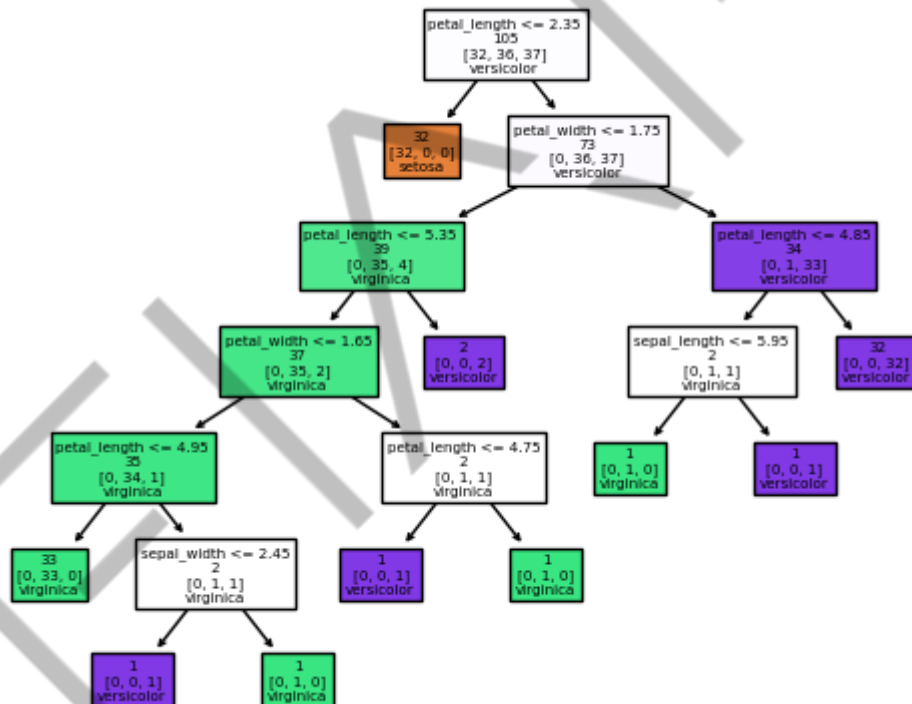 petal_length <= 2.35
105
[32, 36, 37]
versicolor
32
[32, 0, 0]
setosa
petal_width <= 1.75
73
[0, 36, 37]
versicolor
petal_length <= 5.35
39
[0, 35, 4]
virginica
petal_length <= 4.85
34
[0, 1, 33]
versicolor
petal_width <= 1.65
37
[0, 35, 2]
virginica
2
[0, 0, 2]
versicolor
sepal_length <= 5.95
2
[0, 1, 1]
virginica
32
[0, 0, 32]
versicolor
petal_length <= 4.95
35
[0, 34, 1]
virginica
petal_length <= 4.75
2
[0, 1, 1]
virginica
1
[0, 1, 0]
virginica
1
[0, 0, 1]
versicolor
33
[0, 33, 0]
virginica
sepal_width <= 2.45
2
[0, 1, 1]
virginica
1
[0, 0, 1]
versicolor
1
[0, 1, 0]
virginica
1
[0, 0, 1]
versicolor
1
[0, 1, 0]
virginica